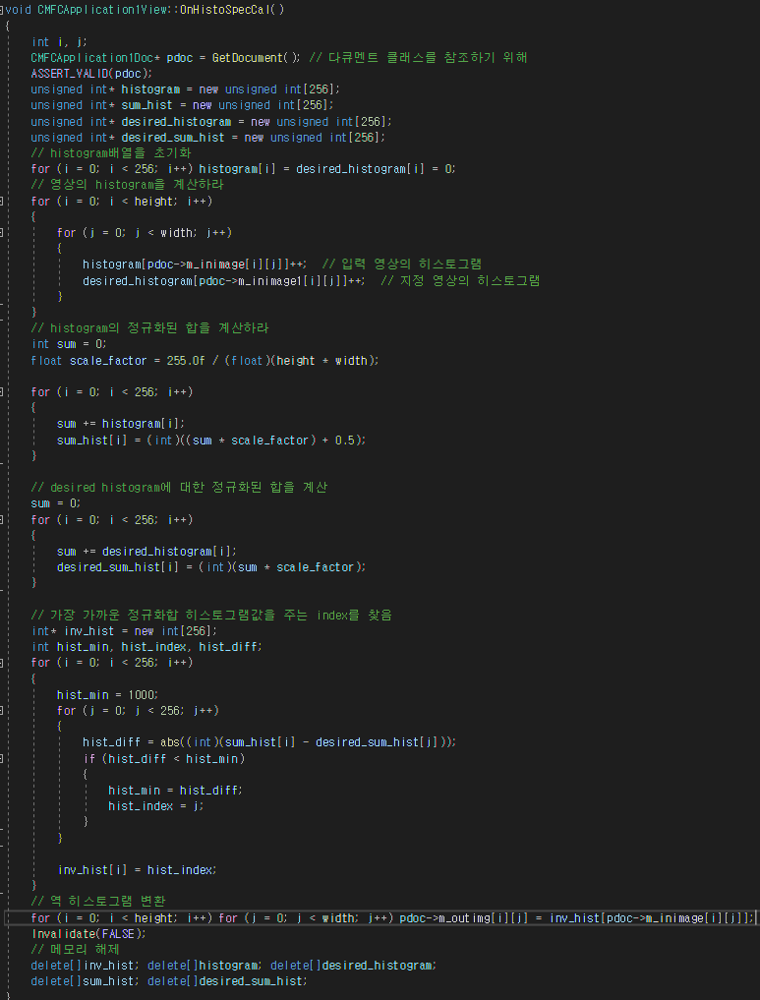 void CMFCApplication1View::OnHistoSpecCal()
{
int i, j;
CMFCApplication1Doc* pdoc = GetDocument(); // 다큐멘트 클래스를 참조하기 위해
ASSERT_VALID(pdoc);
unsigned int* histogram = new unsigned int[256];
unsigned int* sum_hist = new unsigned int[256];
unsigned int* desired_histogram = new unsigned int[256];
unsigned int* desired_sum_hist = new unsigned int[256];
// histogram배열을 초기화
for (i = 0; i < 256; i++) histogram[i] = desired_histogram[i] = 0;
// 영상의 histogram을 계산하라
for (i = 0; i < height; i++)
{
for (j = 0; j < width; j++)
{
histogram[pdoc->m_inimage[i][j]]++; // 입력 영상의 히스토그램
desired_histogram[pdoc->m_inimage1[i][j]]++; // 지정 영상의 히스토그램
}
}
// histogram의 정규화된 합을 계산하라
int sum = 0;
float scale_factor = 255.0f / (float)(height + width);
for (i = 0; i < 256; i++)
{
sum += histogram[i];
sum_hist[i] = (int)((sum * scale_factor) + 0.5);
}
// desired histogram에 대한 정규화된 합을 계산
sum = 0;
for (i = 0; i < 256; i++)
{
sum += desired_histogram[i];
desired_sum_hist[i] = (int)(sum * scale_factor);
}
// 가장 가까운 정규화합 히스토그램값을 주는 index를 찾음
int* inv_hist = new int[256];
int hist_min, hist_index, hist_diff;
for (i = 0; i < 256; i++)
{
hist_min = 1000;
for (j = 0; j < 256; j++)
{
hist_diff = abs((int)(sum_hist[i] - desired_sum_hist[j]));
if (hist_diff < hist_min)
{
hist_min = hist_diff;
hist_index = j;
}
}
inv_hist[i] = hist_index;
}
// 역 히스토그램 변환
for (i = 0; i < height; i++) for (j = 0; j < width; j++) pdoc->m_outimg[i][j] = inv_hist[pdoc->m_inimage[i][j]];
Invalidate(FALSE);
// 메모리 해제
delete[]inv_hist; delete[]histogram; delete[]desired_histogram;
delete[]sum_hist; delete[]desired_sum_hist;
}